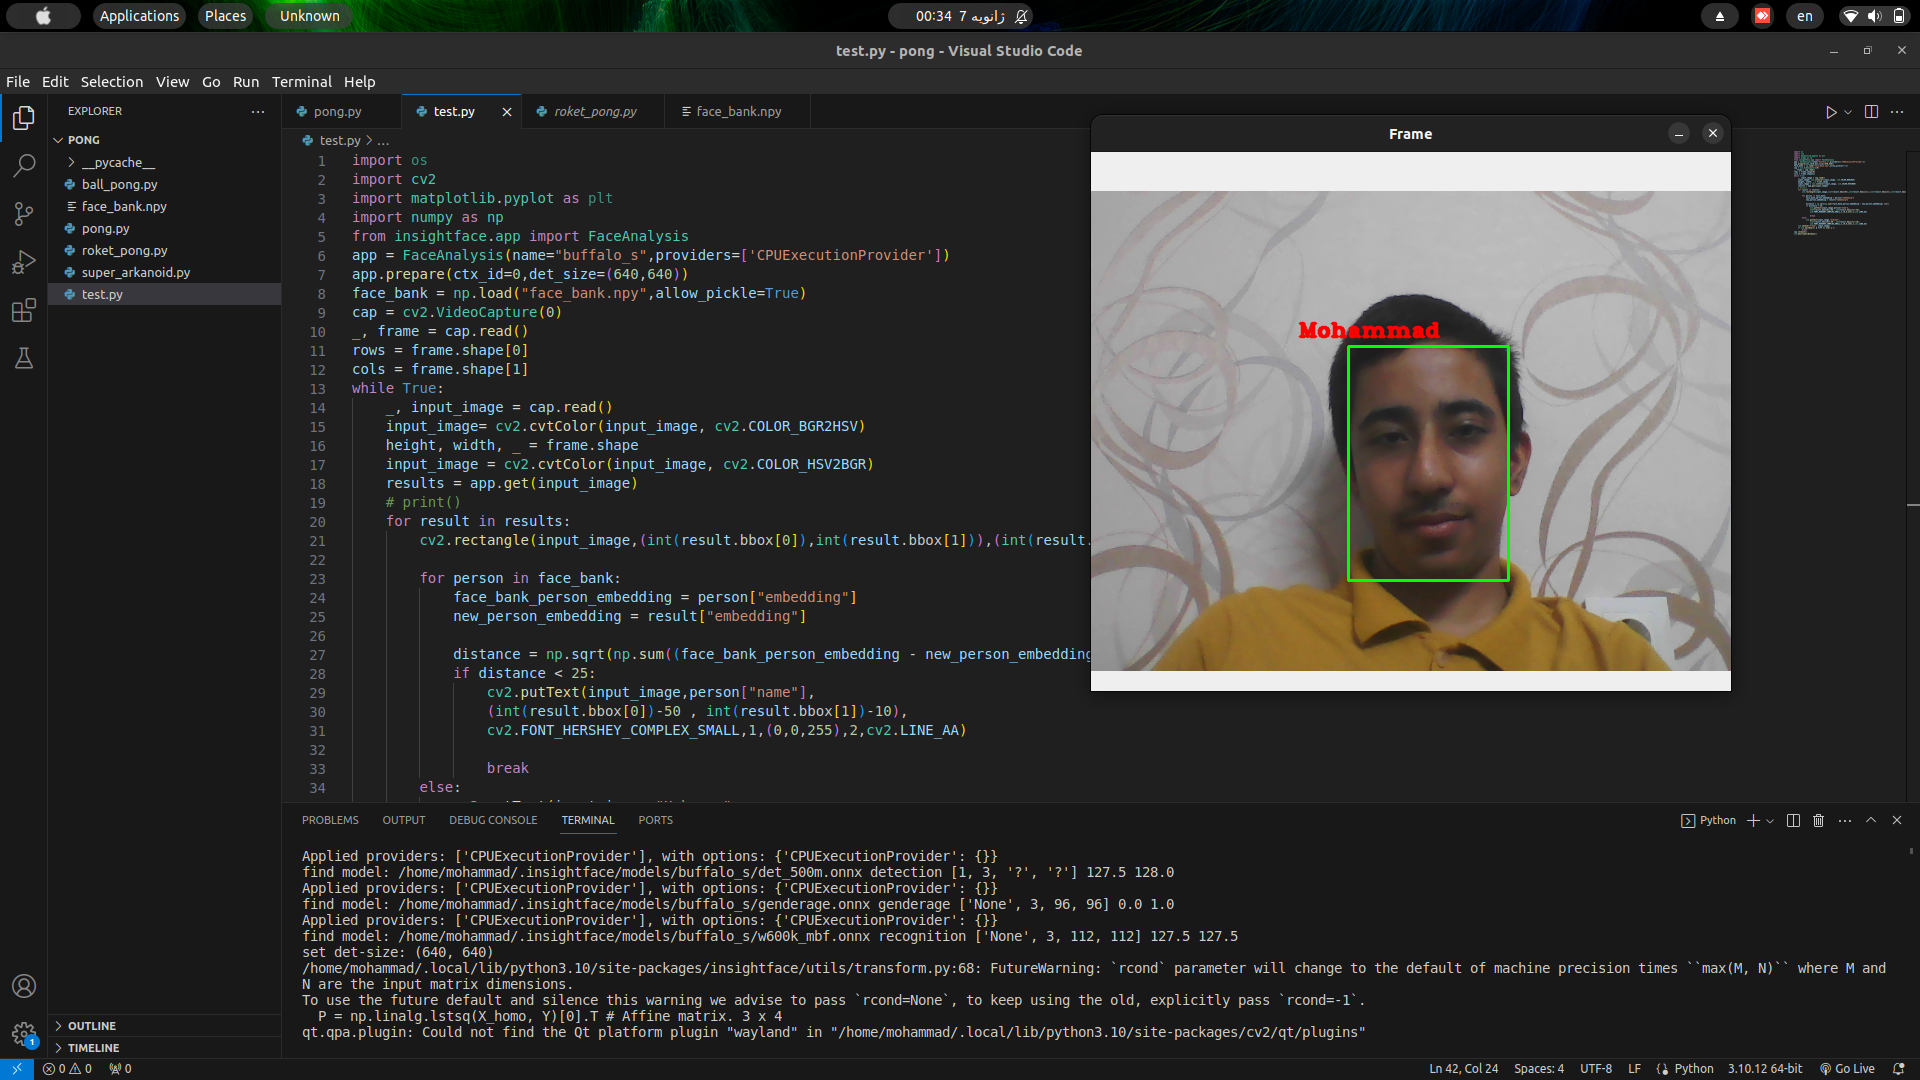 Applications Places Unknown
00:34 7 ژانویه
en
test.py - pong - Visual Studio Code
File Edit Selection View Go Run Terminal Help
EXPLORER
PONG
__pycache__
ball_pong.py
face_bank.npy
pong.py
roket_pong.py
super_arkanoid.py
test.py
OUTLINE
TIMELINE
pong.py test.py roket_pong.py face_bank.npy
test.py > ...
1 import os
2 import cv2
3 import matplotlib.pyplot as plt
4 import numpy as np
5 from insightface.app import FaceAnalysis
6 app = FaceAnalysis(name="buffalo_s",providers=['CPUExecutionProvider'])
7 app.prepare(ctx_id=0,det_size=(640,640))
8 face_bank = np.load("face_bank.npy",allow_pickle=True)
9 cap = cv2.VideoCapture(0)
10 _, frame = cap.read()
11 rows = frame.shape[0]
12 cols = frame.shape[1]
13 while True:
14 _, input_image = cap.read()
15 input_image= cv2.cvtColor(input_image, cv2.COLOR_BGR2HSV)
16 height, width, _ = frame.shape
17 input_image = cv2.cvtColor(input_image, cv2.COLOR_HSV2BGR)
18 results = app.get(input_image)
19 # print()
20 for result in results:
21 cv2.rectangle(input_image,(int(result.bbox[0]),int(result.bbox[1])),(int(result.
22
23 for person in face_bank:
24 face_bank_person_embedding = person["embedding"]
25 new_person_embedding = result["embedding"]
26
27 distance = np.sqrt(np.sum((face_bank_person_embedding - new_person_embedding
28 if distance < 25:
29 cv2.putText(input_image,person["name"],
30 (int(result.bbox[0])-50 , int(result.bbox[1])-10),
31 cv2.FONT_HERSHEY_COMPLEX_SMALL,1,(0,0,255),2,cv2.LINE_AA)
32
33 break
34 else:
Frame
Mohammad
PROBLEMS OUTPUT DEBUG CONSOLE TERMINAL PORTS
Python
Applied providers: ['CPUExecutionProvider'], with options: {'CPUExecutionProvider': {}}
find model: /home/mohammad/.insightface/models/buffalo_s/det_500m.onnx detection [1, 3, '?', '?'] 127.5 128.0
Applied providers: ['CPUExecutionProvider'], with options: {'CPUExecutionProvider': {}}
find model: /home/mohammad/.insightface/models/buffalo_s/genderage.onnx genderage ['None', 3, 96, 96] 0.0 1.0
Applied providers: ['CPUExecutionProvider'], with options: {'CPUExecutionProvider': {}}
find model: /home/mohammad/.insightface/models/buffalo_s/w600k_mbf.onnx recognition ['None', 3, 112, 112] 127.5 127.5
set det-size: (640, 640)
/home/mohammad/.local/lib/python3.10/site-packages/insightface/utils/transform.py:68: FutureWarning: `rcond` parameter will change to the default of machine precision times ``max(M, N)`` where M and
N are the input matrix dimensions.
To use the future default and silence this warning we advise to pass `rcond=None`, to keep using the old, explicitly pass `rcond=-1`.
P = np.linalg.lstsq(X_homo, Y)[0].T # Affine matrix. 3 x 4
qt.qpa.plugin: Could not find the Qt platform plugin "wayland" in "/home/mohammad/.local/lib/python3.10/site-packages/cv2/qt/plugins"
1
0 0 0
Ln 42, Col 24 Spaces: 4 UTF-8 LF Python 3.10.12 64-bit Go Live